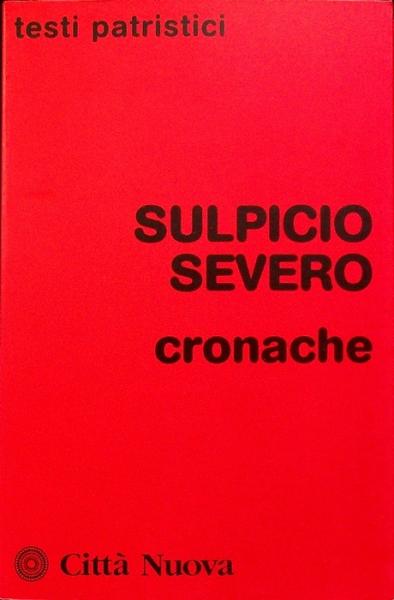 testi patristici
SULPICIO
SEVERO
cronache
Città Nuova